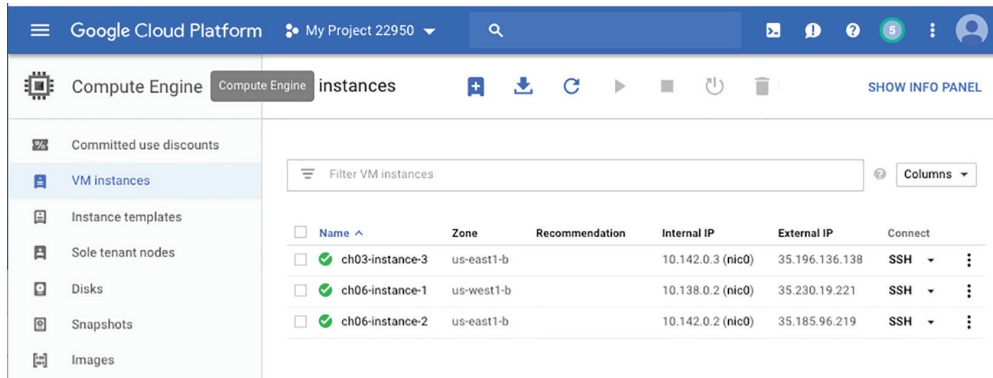 Google Cloud Platform My Project 22950 5
Compute Engine Compute Engine instances SHOW INFO PANEL
Committed use discounts
VM instances
Instance templates
Sole tenant nodes
Disks
Snapshots
Images
Filter VM instances Columns
Name Zone Recommendation Internal IP External IP Connect
ch03-instance-3 us-east1-b 10.142.0.3 (nic0) 35.196.136.138 SSH
ch06-instance-1 us-west1-b 10.138.0.2 (nic0) 35.230.19.221 SSH
ch06-instance-2 us-east1-b 10.142.0.2 (nic0) 35.185.96.219 SSH